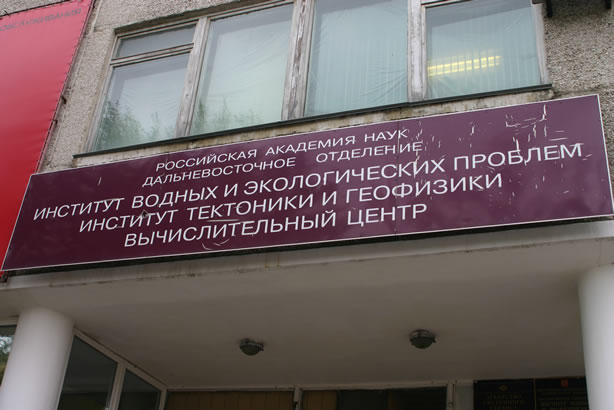 РОССИЙСКАЯ АКАДЕМИЯ НАУК
ДАЛЬНЕВОСТОЧНОЕ ОТДЕЛЕНИЕ
ИНСТИТУТ ВОДНЫХ И ЭКОЛОГИЧЕСКИХ ПРОБЛЕМ
ИНСТИТУТ ТЕКТОНИКИ И ГЕОФИЗИКИ
ВЫЧИСЛИТЕЛЬНЫЙ ЦЕНТР